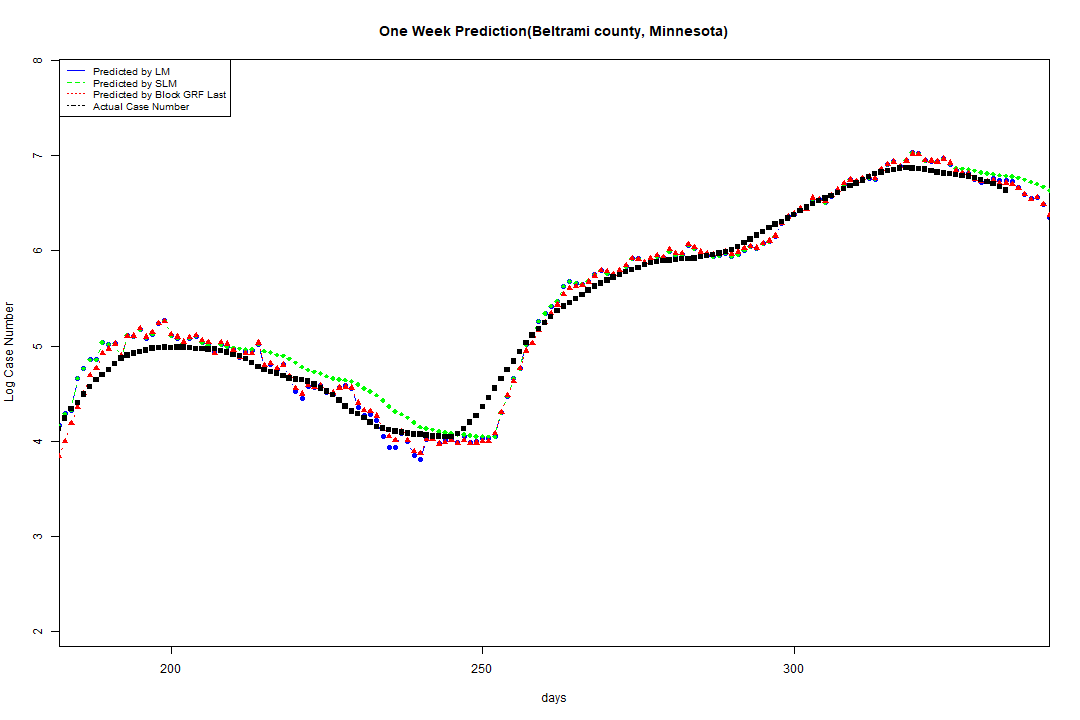 One Week Prediction(Beltrami county, Minnesota)
Predicted by LM
Predicted by SLM
Predicted by Block GRF Last
Actual Case Number
8
7
6
5
4
3
2
Log Case Number
200 250 300
days